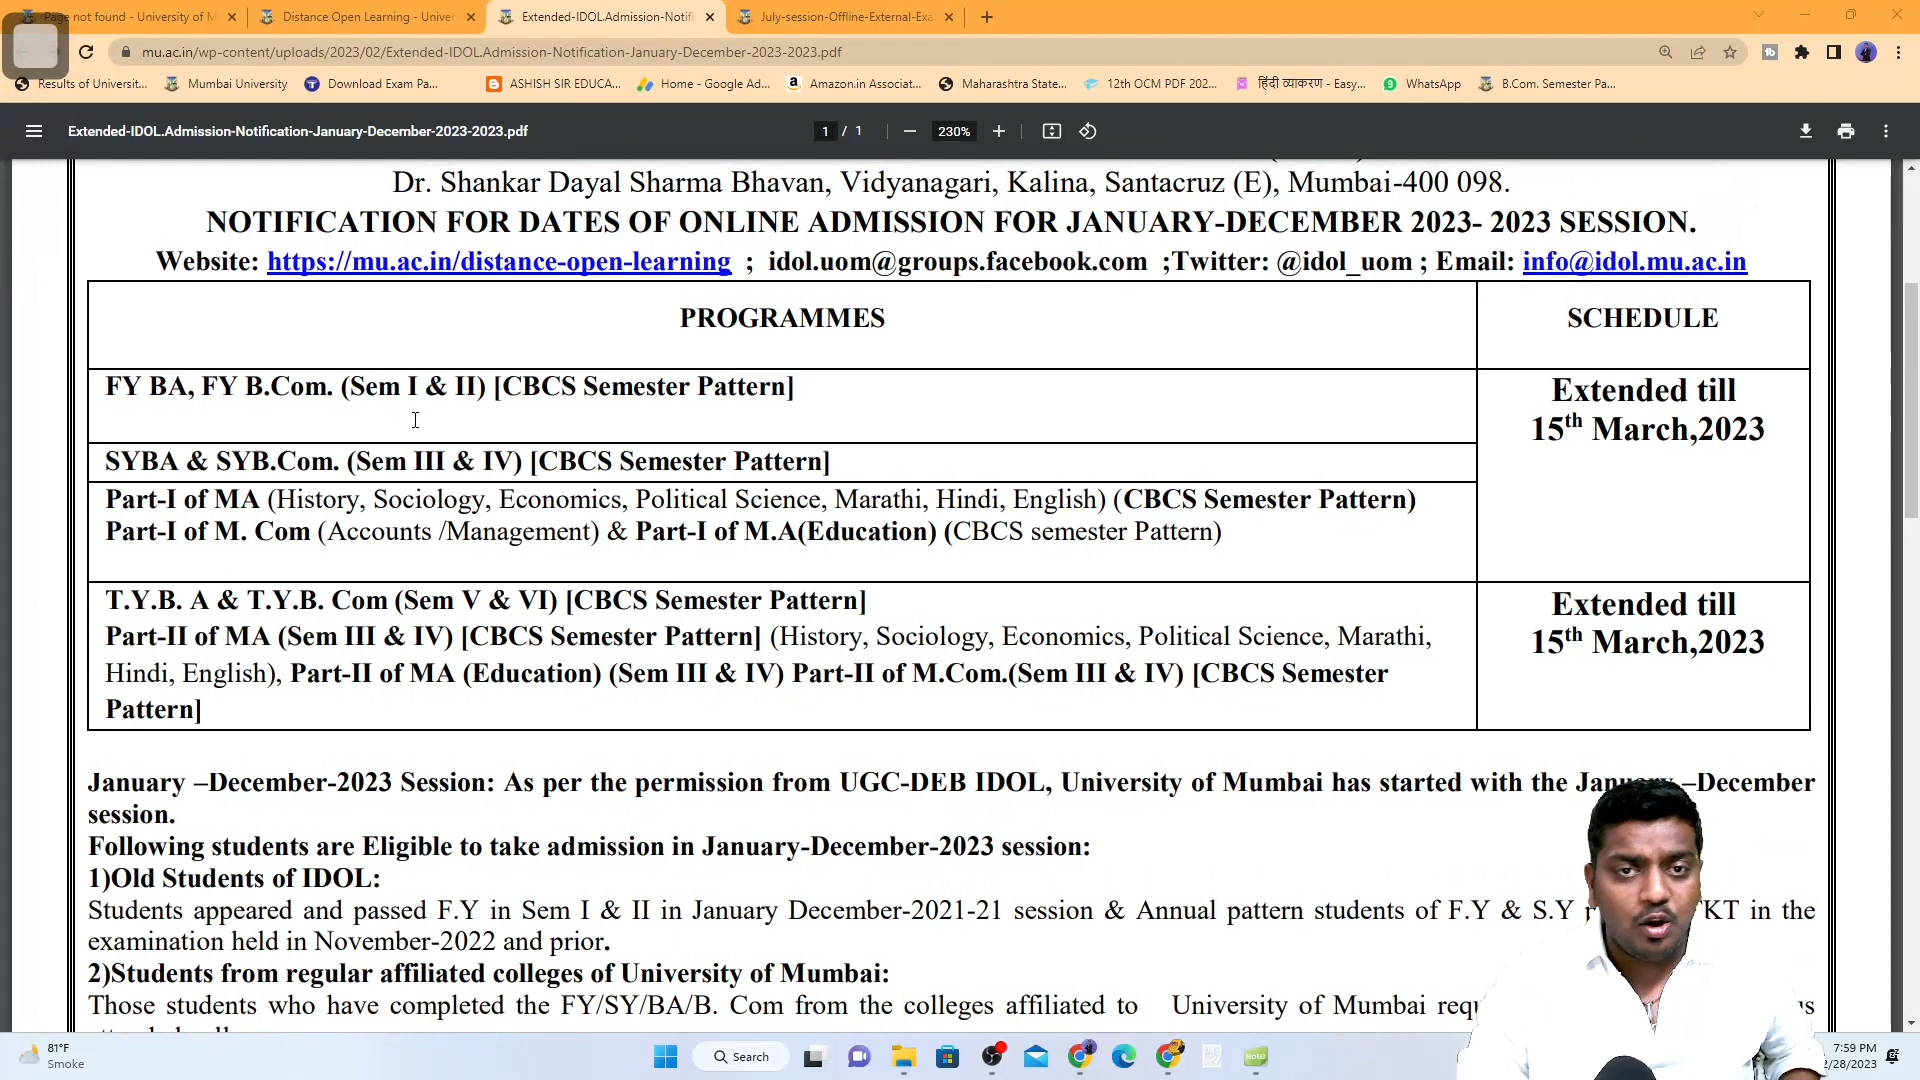 Page not found - University of M
Distance Open Learning - Univer
Extended-IDOL.Admission-Notifi
July-session-Offline-External-Exa
mu.ac.in/wp-content/uploads/2023/02/Extended-IDOL.Admission-Notification-January-December-2023-2023.pdf
Results of Universit...
Mumbai University
Download Exam Pa...
ASHISH SIR EDUCA...
Home - Google Ad...
Amazon.in Associat...
Maharashtra State...
12th OCM PDF 202...
हिंदी व्याकरण - Easy...
WhatsApp
B.Com. Semester Pa...
Extended-IDOL.Admission-Notification-January-December-2023-2023.pdf
1 / 1
230%
Dr. Shankar Dayal Sharma Bhavan, Vidyanagari, Kalina, Santacruz (E), Mumbai-400 098.
NOTIFICATION FOR DATES OF ONLINE ADMISSION FOR JANUARY-DECEMBER 2023- 2023 SESSION.
Website: https://mu.ac.in/distance-open-learning ; idol.uom@groups.facebook.com ;Twitter: @idol_uom ; Email: info@idol.mu.ac.in
PROGRAMMES
SCHEDULE
FY BA, FY B.Com. (Sem I & II) [CBCS Semester Pattern]
Extended till
15th March,2023
SYBA & SYB.Com. (Sem III & IV) [CBCS Semester Pattern]
Part-I of MA (History, Sociology, Economics, Political Science, Marathi, Hindi, English) (CBCS Semester Pattern)
Part-I of M. Com (Accounts /Management) & Part-I of M.A(Education) (CBCS semester Pattern)
T.Y.B. A & T.Y.B. Com (Sem V & VI) [CBCS Semester Pattern]
Extended till
15th March,2023
Part-II of MA (Sem III & IV) [CBCS Semester Pattern] (History, Sociology, Economics, Political Science, Marathi,
Hindi, English), Part-II of MA (Education) (Sem III & IV) Part-II of M.Com.(Sem III & IV) [CBCS Semester
Pattern]
January –December-2023 Session: As per the permission from UGC-DEB IDOL, University of Mumbai has started with the January –December
session.
Following students are Eligible to take admission in January-December-2023 session:
1)Old Students of IDOL:
Students appeared and passed F.Y in Sem I & II in January December-2021-21 session & Annual pattern students of F.Y & S.Y KT in the
examination held in November-2022 and prior.
2)Students from regular affiliated colleges of University of Mumbai:
Those students who have completed the FY/SY/BA/B. Com from the colleges affiliated to University of Mumbai
81°F
Smoke
Search
note
7:59 PM
2/28/2023